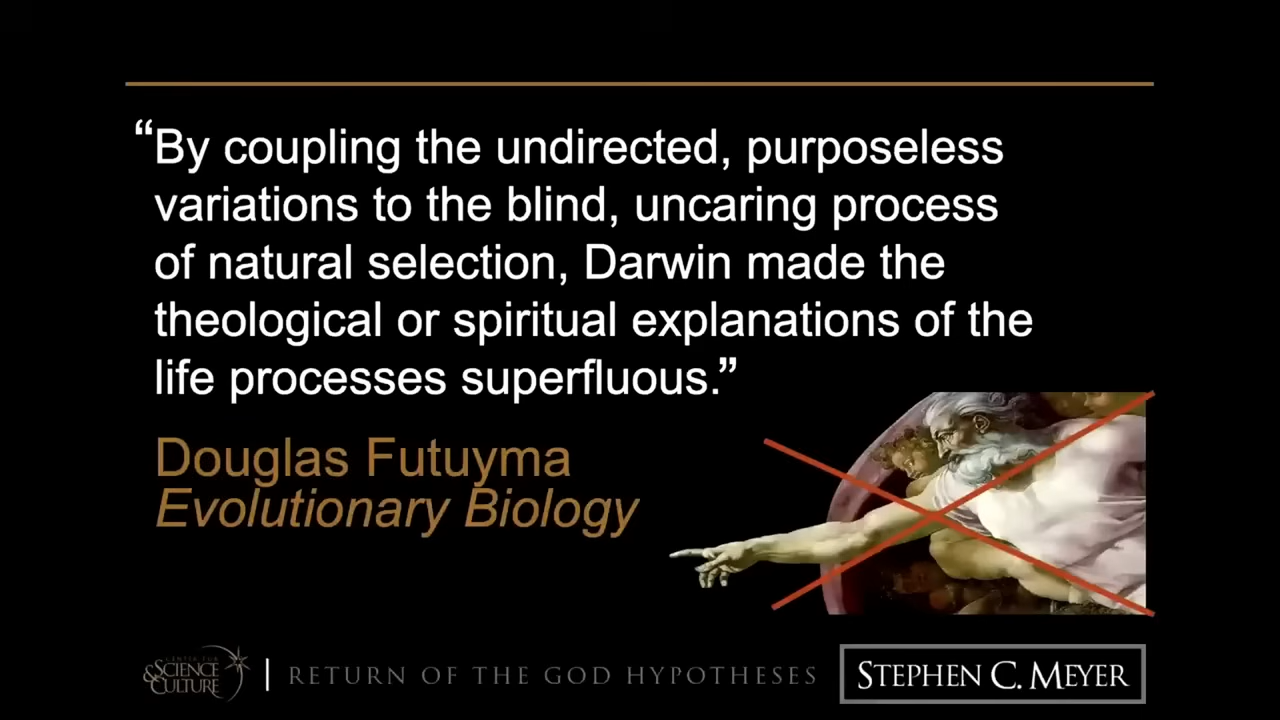 “By coupling the undirected, purposeless
variations to the blind, uncaring process
of natural selection, Darwin made the
theological or spiritual explanations of the
life processes superfluous.”
Douglas Futuyma
Evolutionary Biology
CENTER FOR
& SCIENCE
CULTURE
RETURN OF THE GOD HYPOTHESES
STEPHEN C. MEYER